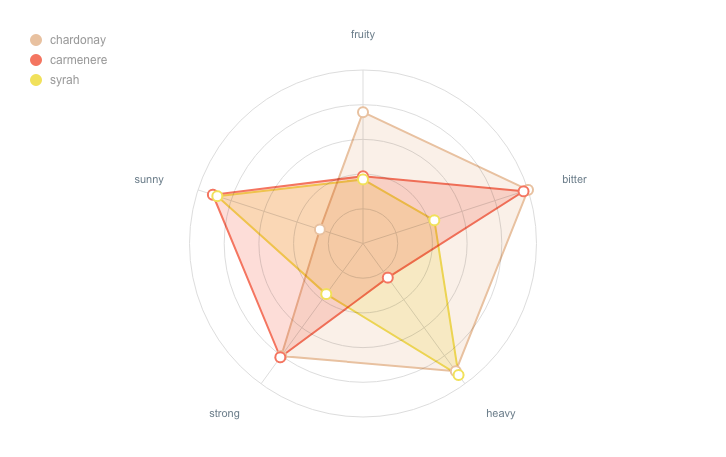 fruity
chardonay
carmenere
syrah
sunny
bitter
strong
heavy